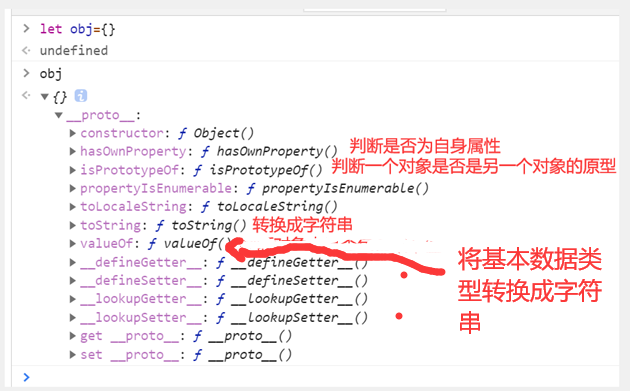 let obj={}
undefined
obj
{} i
__proto__:
constructor: ƒ Object()
hasOwnProperty: ƒ hasOwnProperty() 判断是否为自身属性
isPrototypeOf: ƒ isPrototypeOf() 判断一个对象是否是另一个对象的原型
propertyIsEnumerable: ƒ propertyIsEnumerable()
toLocaleString: ƒ toLocaleString()
toString: ƒ toString() 转换成字符串
valueOf: ƒ valueOf()
__defineGetter__: ƒ __defineGetter__()
__defineSetter__: ƒ __defineSetter__()
__lookupGetter__: ƒ __lookupGetter__()
__lookupSetter__: ƒ __lookupSetter__()
get __proto__: ƒ __proto__()
set __proto__: ƒ __proto__()
将基本数据类
型转换成字符
串